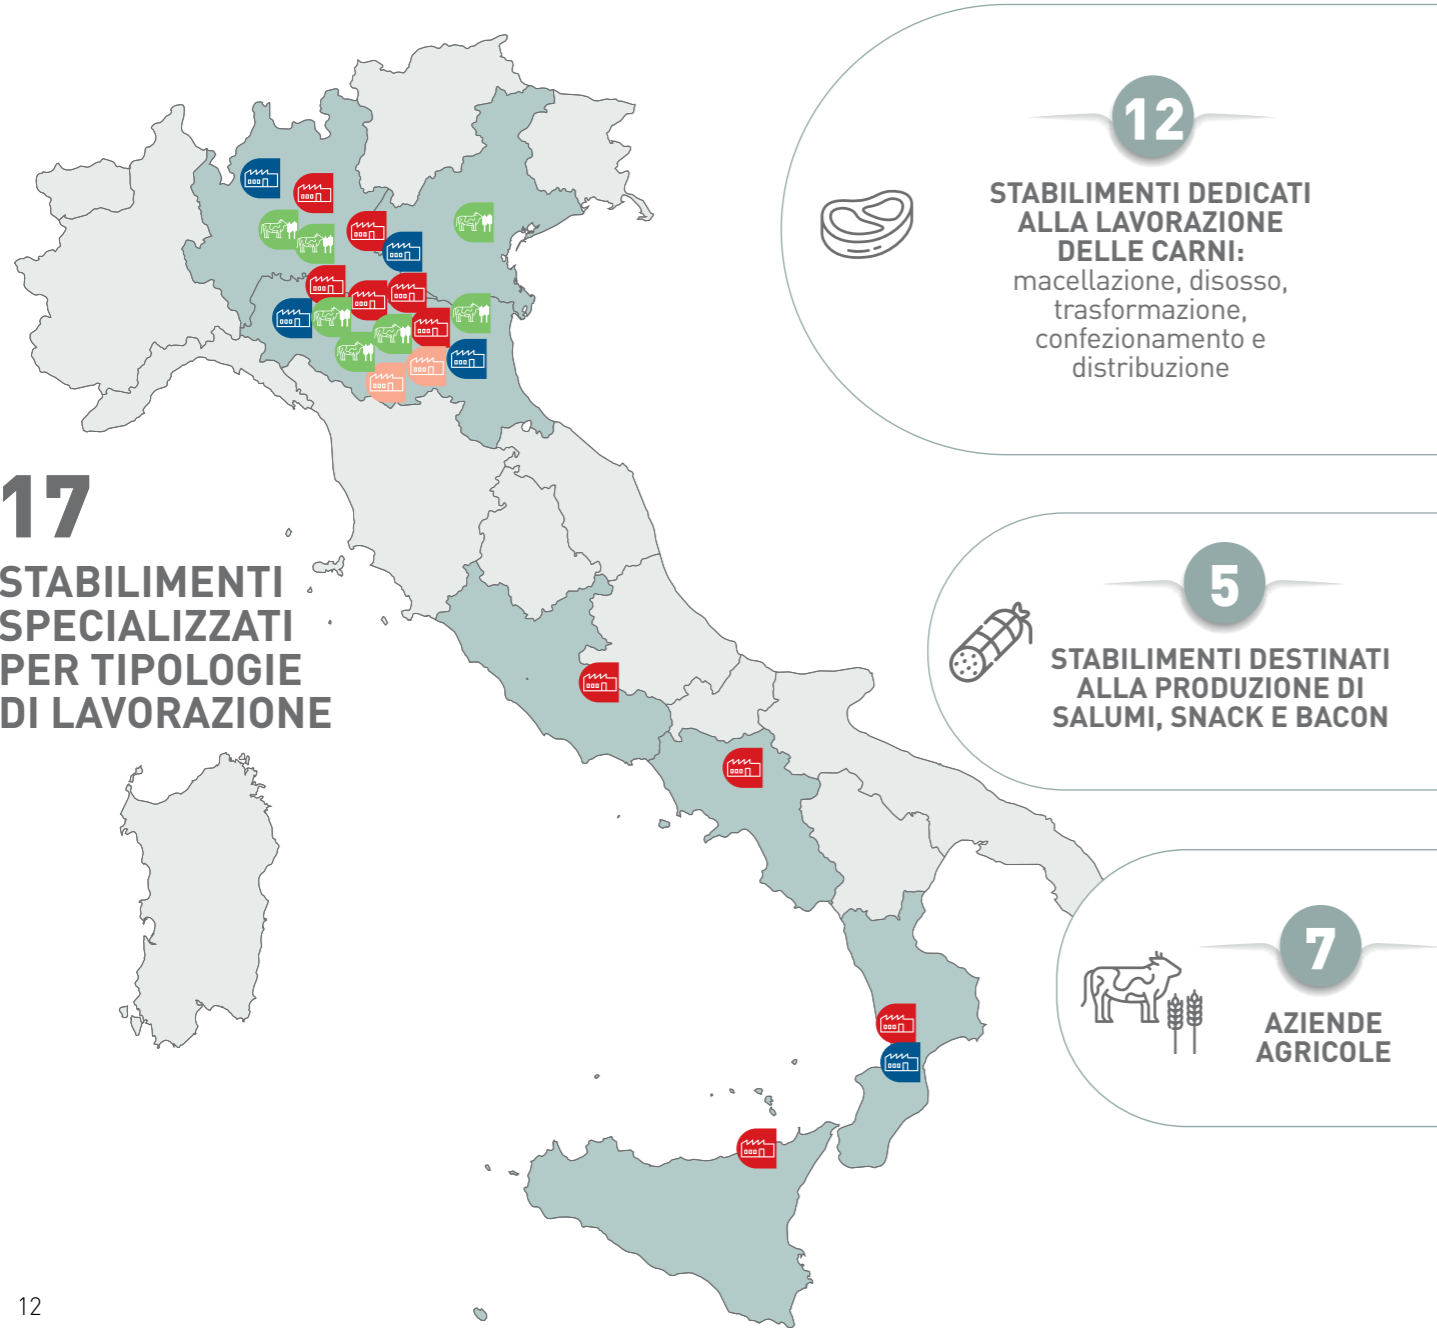 17
STABILIMENTI
SPECIALIZZATI
PER TIPOLOGIE
DI LAVORAZIONE
12
STABILIMENTI DEDICATI
ALLA LAVORAZIONE
DELLE CARNI:
macellazione, disosso,
trasformazione,
confezionamento e
distribuzione
5
STABILIMENTI DESTINATI
ALLA PRODUZIONE DI
SALUMI, SNACK E BACON
7
AZIENDE
AGRICOLE
12